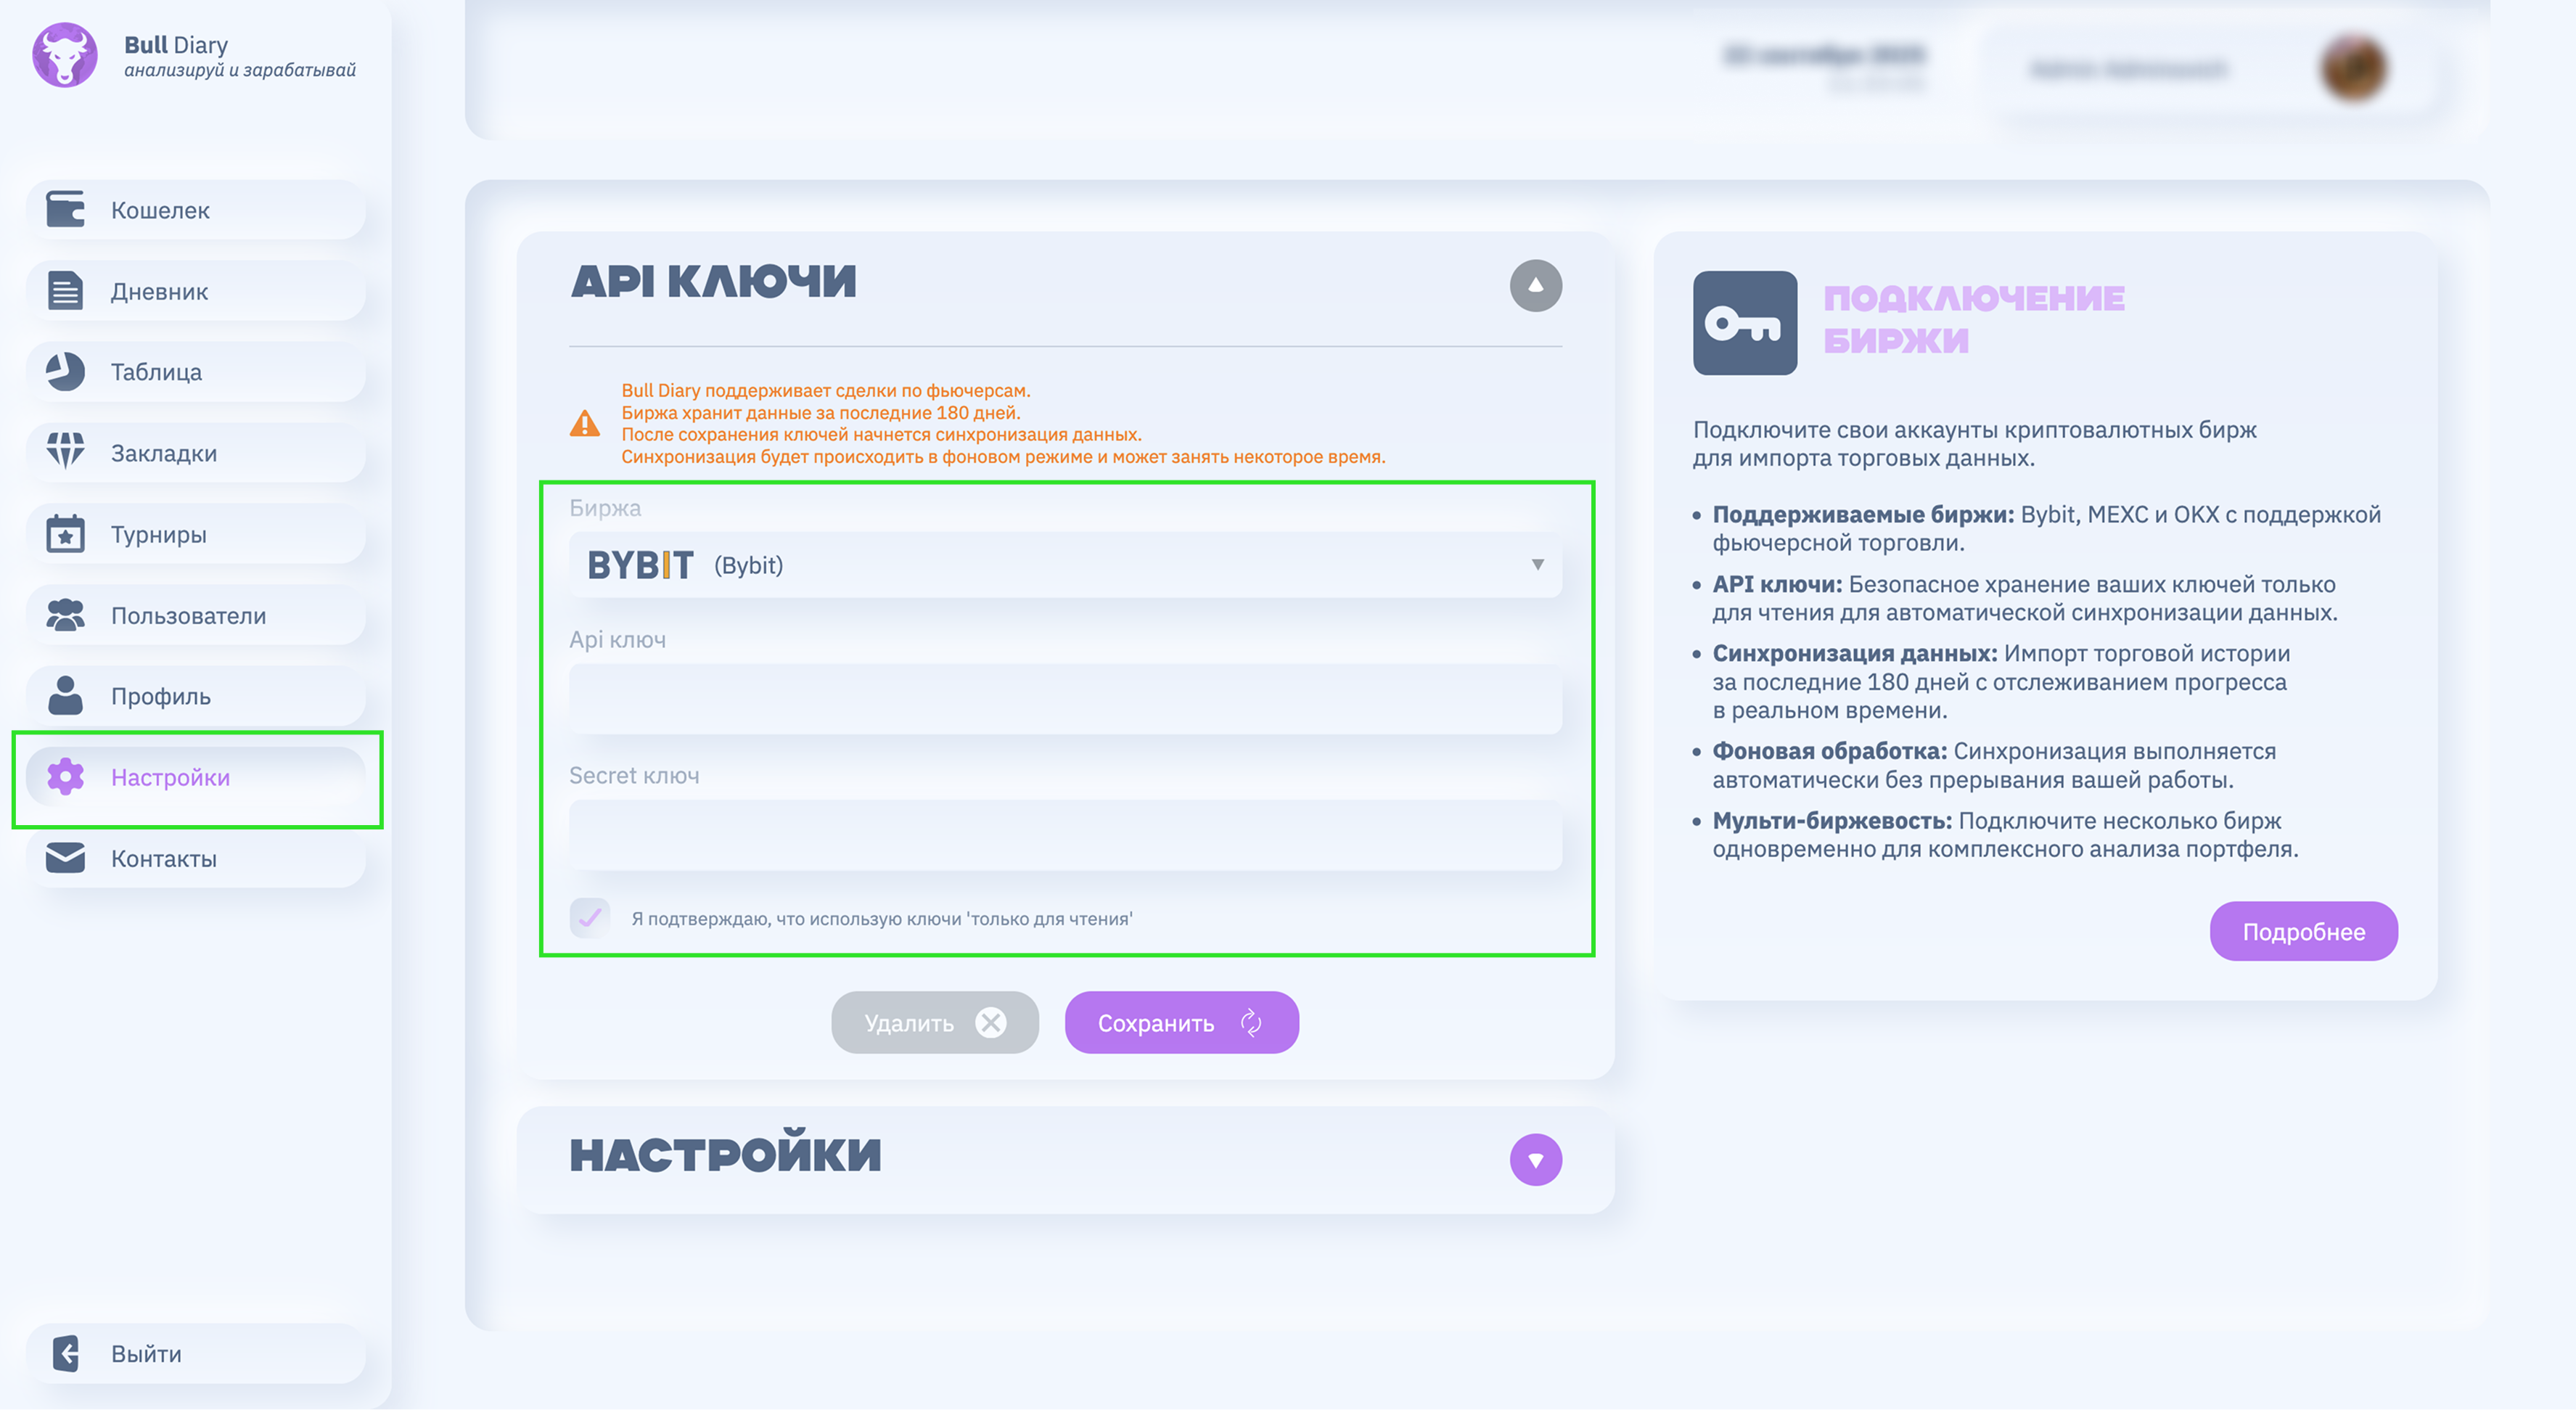 Bull Diary
анализируй и зарабатывай
Кошелек
Дневник
Таблица
Закладки
Турниры
Пользователи
Профиль
Настройки
Контакты
Выйти
API КЛЮЧИ
Bull Diary поддерживает сделки по фьючерсам.
Биржа хранит данные за последние 180 дней.
После сохранения ключей начнется синхронизация данных.
Синхронизация будет происходить в фоновом режиме и может занять некоторое время.
Биржа
BYBIT (Bybit)
Api ключ
Secret ключ
Я подтверждаю, что использую ключи 'только для чтения'
Удалить
Сохранить
НАСТРОЙКИ
ПОДКЛЮЧЕНИЕ
БИРЖИ
Подключите свои аккаунты криптовалютных бирж
для импорта торговых данных.
• Поддерживаемые биржи: Bybit, MEXC и OKX с поддержкой
фьючерсной торговли.
• API ключи: Безопасное хранение ваших ключей только
для чтения для автоматической синхронизации данных.
• Синхронизация данных: Импорт торговой истории
за последние 180 дней с отслеживанием прогресса
в реальном времени.
• Фоновая обработка: Синхронизация выполняется
автоматически без прерывания вашей работы.
• Мульти-биржевость: Подключите несколько бирж
одновременно для комплексного анализа портфеля.
Подробнее